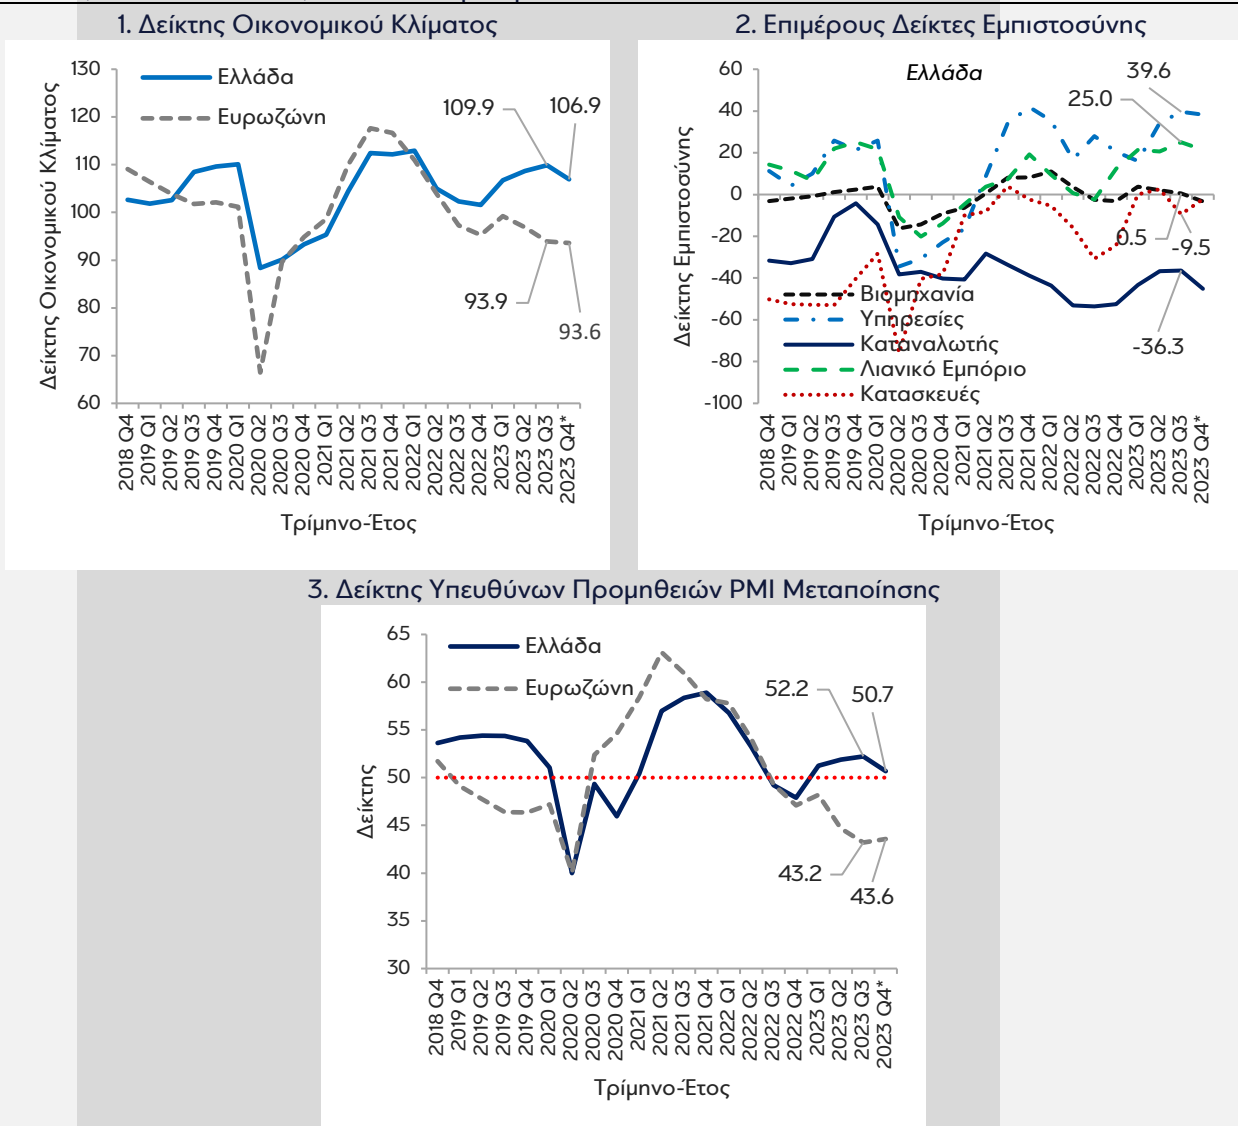 1. Δείκτης Οικονομικού Κλίματος
130
120
110
100
90
80
70
60
Δείκτης Οικονομικού Κλίματος
Ελλάδα
Ευρωζώνη
109.9
106.9
93.9
93.6
2018 Q4
2019 Q1
2019 Q2
2019 Q3
2019 Q4
2020 Q1
2020 Q2
2020 Q3
2020 Q4
2021 Q1
2021 Q2
2021 Q3
2021 Q4
2022 Q1
2022 Q2
2022 Q3
2022 Q4
2023 Q1
2023 Q2
2023 Q3
2023 Q4*
Τρίμηνο-Έτος
2. Επιμέρους Δείκτες Εμπιστοσύνης
60
40
20
0
-20
-40
-60
-80
-100
Δείκτης Εμπιστοσύνης
Ελλάδα
39.6
25.0
0.5
-9.5
-36.3
Βιομηχανία
Υπηρεσίες
Καταναλωτής
Λιανικό Εμπόριο
Κατασκευές
2018 Q4
2019 Q1
2019 Q2
2019 Q3
2019 Q4
2020 Q1
2020 Q2
2020 Q3
2020 Q4
2021 Q1
2021 Q2
2021 Q3
2021 Q4
2022 Q1
2022 Q2
2022 Q3
2022 Q4
2023 Q1
2023 Q2
2023 Q3
2023 Q4*
Τρίμηνο-Έτος
3. Δείκτης Υπευθύνων Προμηθειών PMI Μεταποίησης
65
60
55
50
45
40
35
30
Δείκτης
Ελλάδα
Ευρωζώνη
52.2
50.7
43.2
43.6
2018 Q4
2019 Q1
2019 Q2
2019 Q3
2019 Q4
2020 Q1
2020 Q2
2020 Q3
2020 Q4
2021 Q1
2021 Q2
2021 Q3
2021 Q4
2022 Q1
2022 Q2
2022 Q3
2022 Q4
2023 Q1
2023 Q2
2023 Q3
2023 Q4*
Τρίμηνο-Έτος